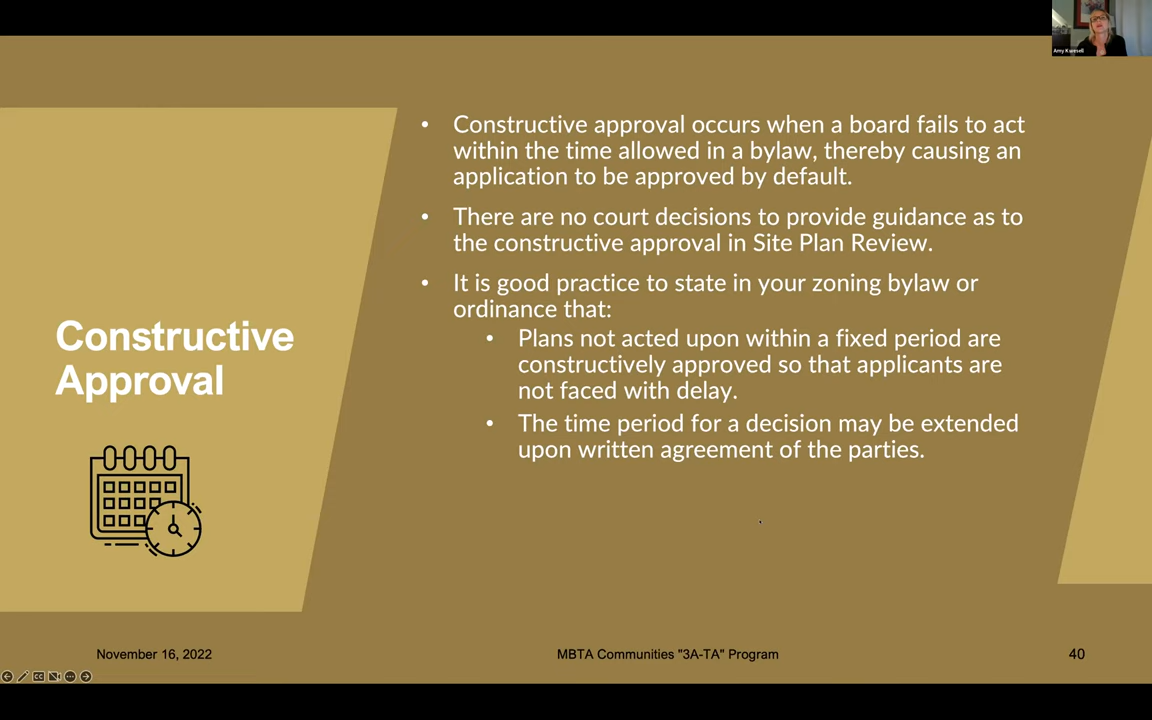 Amy Kwesell
• Constructive approval occurs when a board fails to act
within the time allowed in a bylaw, thereby causing an
application to be approved by default.
• There are no court decisions to provide guidance as to
the constructive approval in Site Plan Review.
• It is good practice to state in your zoning bylaw or
ordinance that:
• Plans not acted upon within a fixed period are
constructively approved so that applicants are
not faced with delay.
• The time period for a decision may be extended
upon written agreement of the parties.
Constructive
Approval
November 16, 2022
MBTA Communities "3A-TA" Program
40